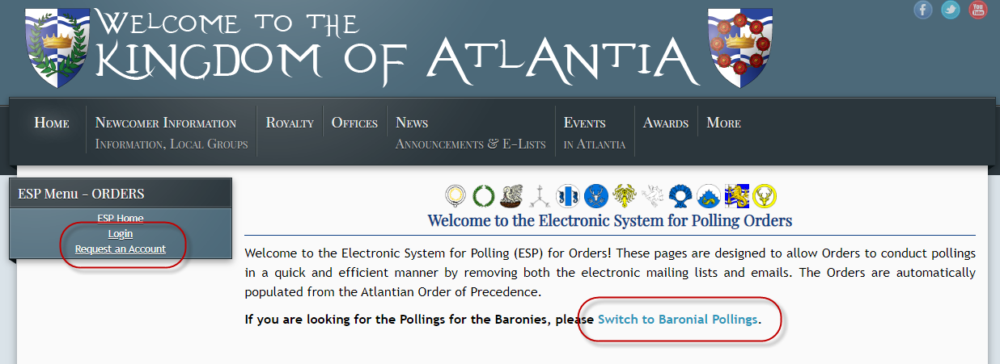 Welcome to the
Kingdom of Atlantia
You Tube
Home
Newcomer Information
Information, Local Groups
Royalty
Offices
News
Announcements & E-Lists
Events
in Atlantia
Awards
More
ESP Menu - ORDERS
ESP Home
Login
Request an Account
Welcome to the Electronic System for Polling Orders
Welcome to the Electronic System for Polling (ESP) for Orders! These pages are designed to allow Orders to conduct pollings
in a quick and efficient manner by removing both the electronic mailing lists and emails. The Orders are automatically
populated from the Atlantian Order of Precedence.
If you are looking for the Pollings for the Baronies, please Switch to Baronial Pollings.